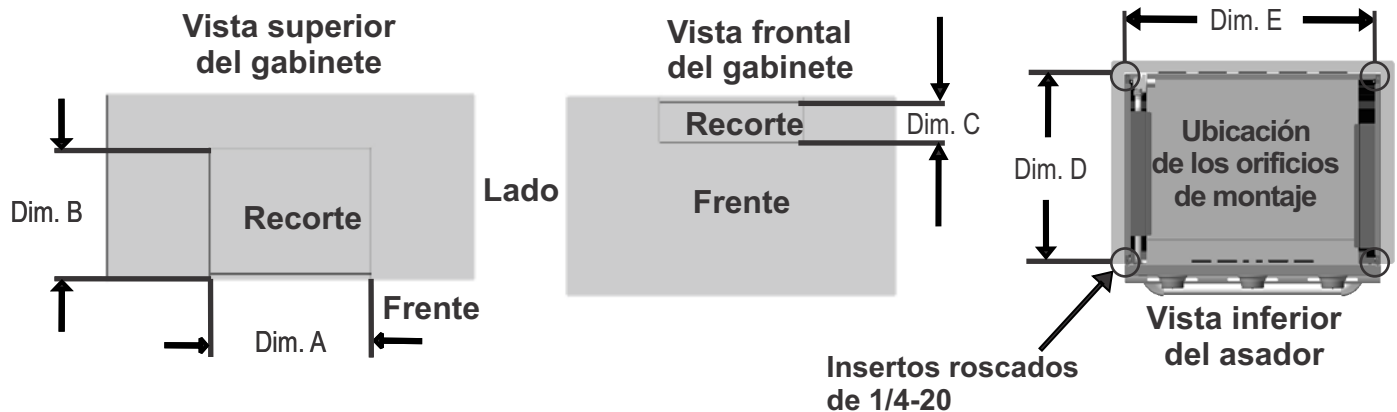 Vista superior
del gabinete
Dim. B
Recorte
Frente
Dim. A
Lado
Vista frontal
del gabinete
Recorte
Dim. C
Frente
Dim. E
Dim. D
Ubicación
de los orificios
de montaje
Vista inferior
del asador
Insertos roscados
de 1/4-20